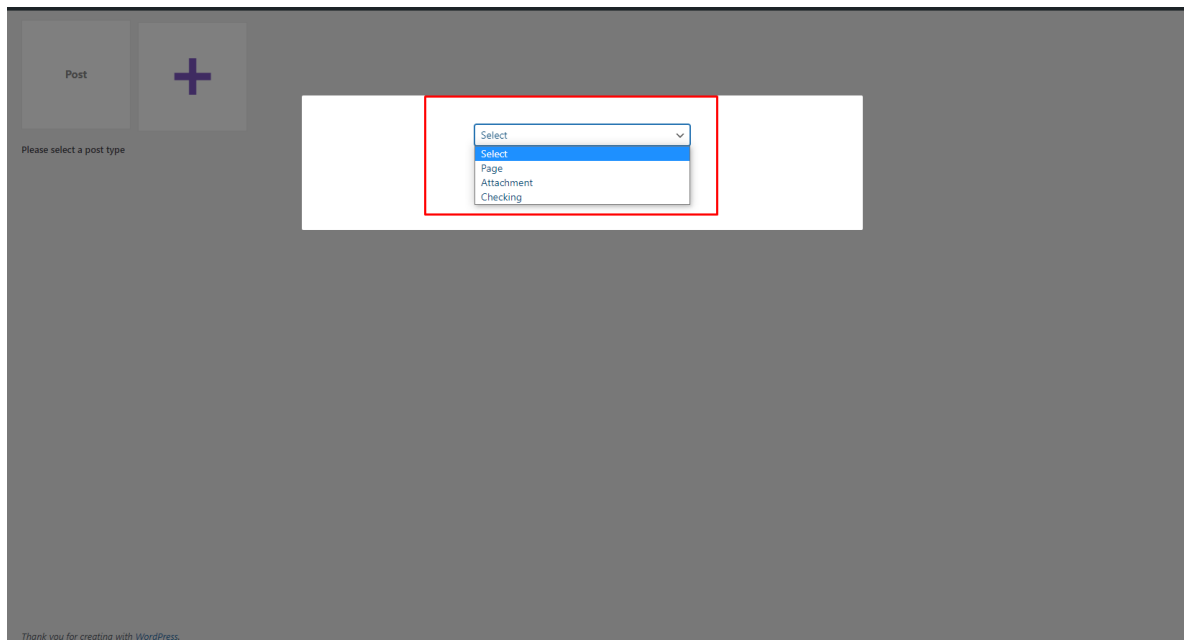 Post
Please select a post type
Select
Select
Page
Attachment
Checking
Thank you for creating with WordPress.